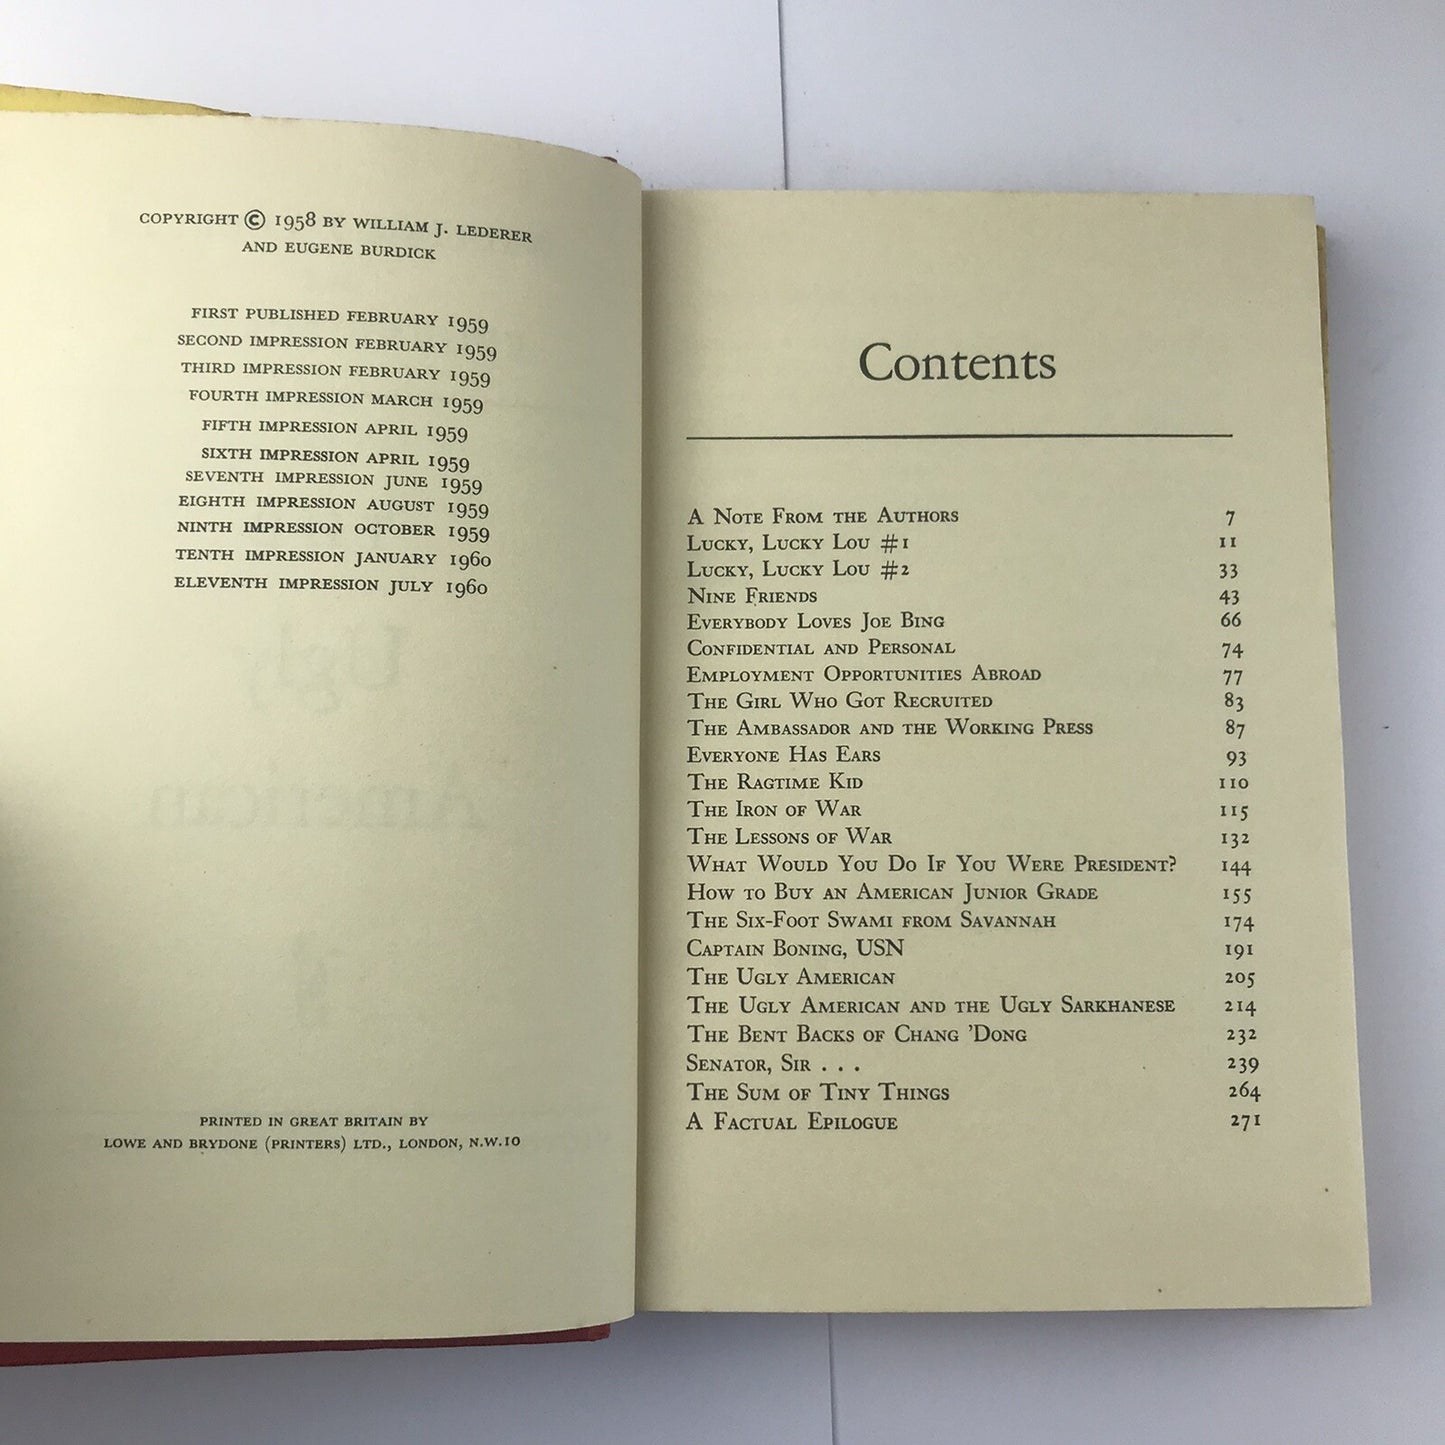 COPYRIGHT © 1958 BY WILLIAM J. LEDERER
AND EUGENE BURDICK
FIRST PUBLISHED FEBRUARY 1959
SECOND IMPRESSION FEBRUARY 1959
THIRD IMPRESSION FEBRUARY 1959
FOURTH IMPRESSION MARCH 1959
FIFTH IMPRESSION APRIL 1959
SIXTH IMPRESSION APRIL 1959
SEVENTH IMPRESSION JUNE 1959
EIGHTH IMPRESSION AUGUST 1959
NINTH IMPRESSION OCTOBER 1959
TENTH IMPRESSION JANUARY 1960
ELEVENTH IMPRESSION JULY 1960
PRINTED IN GREAT BRITAIN BY
LOWE AND BRYDONE (PRINTERS) LTD., LONDON, N.W.10
Contents
A Note From the Authors 7
Lucky, Lucky Lou #1 11
Lucky, Lucky Lou #2 33
Nine Friends 43
Everybody Loves Joe Bing 66
Confidential and Personal 74
Employment Opportunities Abroad 77
The Girl Who Got Recruited 83
The Ambassador and the Working Press 87
Everyone Has Ears 93
The Ragtime Kid 110
The Iron of War 115
The Lessons of War 132
What Would You Do If You Were President? 144
How to Buy an American Junior Grade 155
The Six-Foot Swami from Savannah 174
Captain Boning, USN 191
The Ugly American 205
The Ugly American and the Ugly Sarkhanese 214
The Bent Backs of Chang 'Dong 232
Senator, Sir . . . 239
The Sum of Tiny Things 264
A Factual Epilogue 271